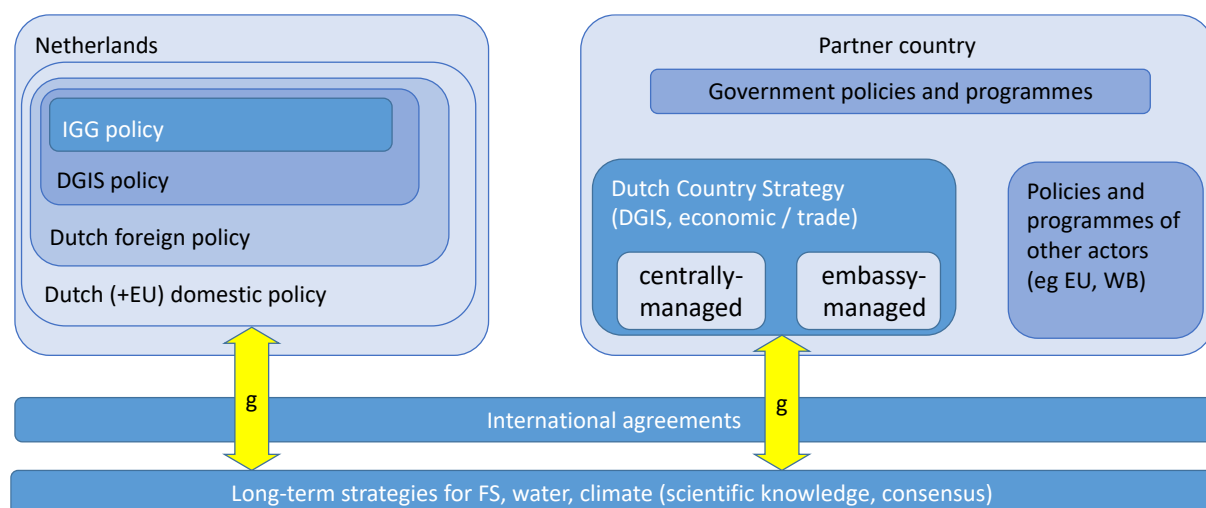 Netherlands
IGG policy
DGIS policy
Dutch foreign policy
Dutch (+EU) domestic policy
Partner country
Government policies and programmes
Dutch Country Strategy
(DGIS, economic / trade)
centrally-
managed
embassy-
managed
Policies and
programmes of
other actors
(eg EU, WB)
g
g
International agreements
Long-term strategies for FS, water, climate (scientific knowledge, consensus)